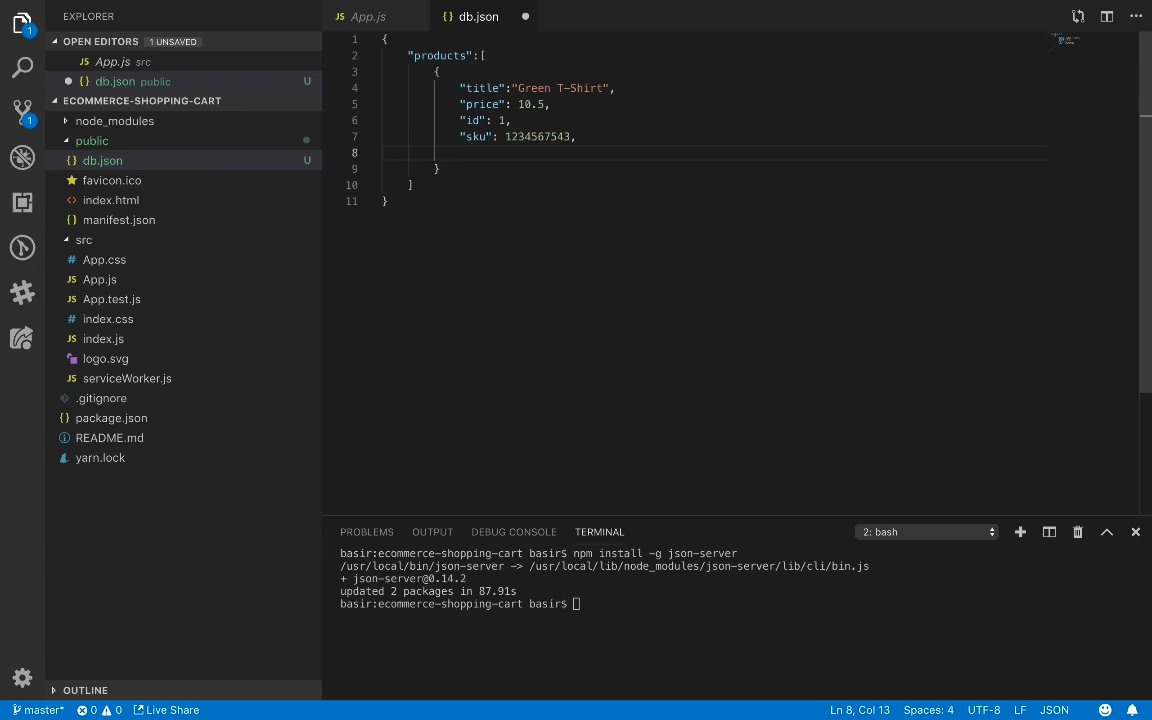 EXPLORER
OPEN EDITORS 1 UNSAVED
JS App.js src
{} db.json public U
ECOMMERCE-SHOPPING-CART
node_modules
public
{} db.json U
favicon.ico
<> index.html
{} manifest.json
src
# App.css
JS App.js
JS App.test.js
# index.css
JS index.js
logo.svg
JS serviceWorker.js
.gitignore
{} package.json
README.md
yarn.lock
OUTLINE
1
1
JS App.js
{} db.json
1 {
2 "products":[
3 {
4 "title":"Green T-Shirt",
5 "price": 10.5,
6 "id": 1,
7 "sku": 1234567543,
8
9 }
10 ]
11 }
PROBLEMS OUTPUT DEBUG CONSOLE TERMINAL 2: bash
basir:ecommerce-shopping-cart basir$ npm install -g json-server
/usr/local/bin/json-server -> /usr/local/lib/node_modules/json-server/lib/cli/bin.js
+ json-server@0.14.2
updated 2 packages in 87.91s
basir:ecommerce-shopping-cart basir$
master* 0 0 Live Share Ln 8, Col 13 Spaces: 4 UTF-8 LF JSON